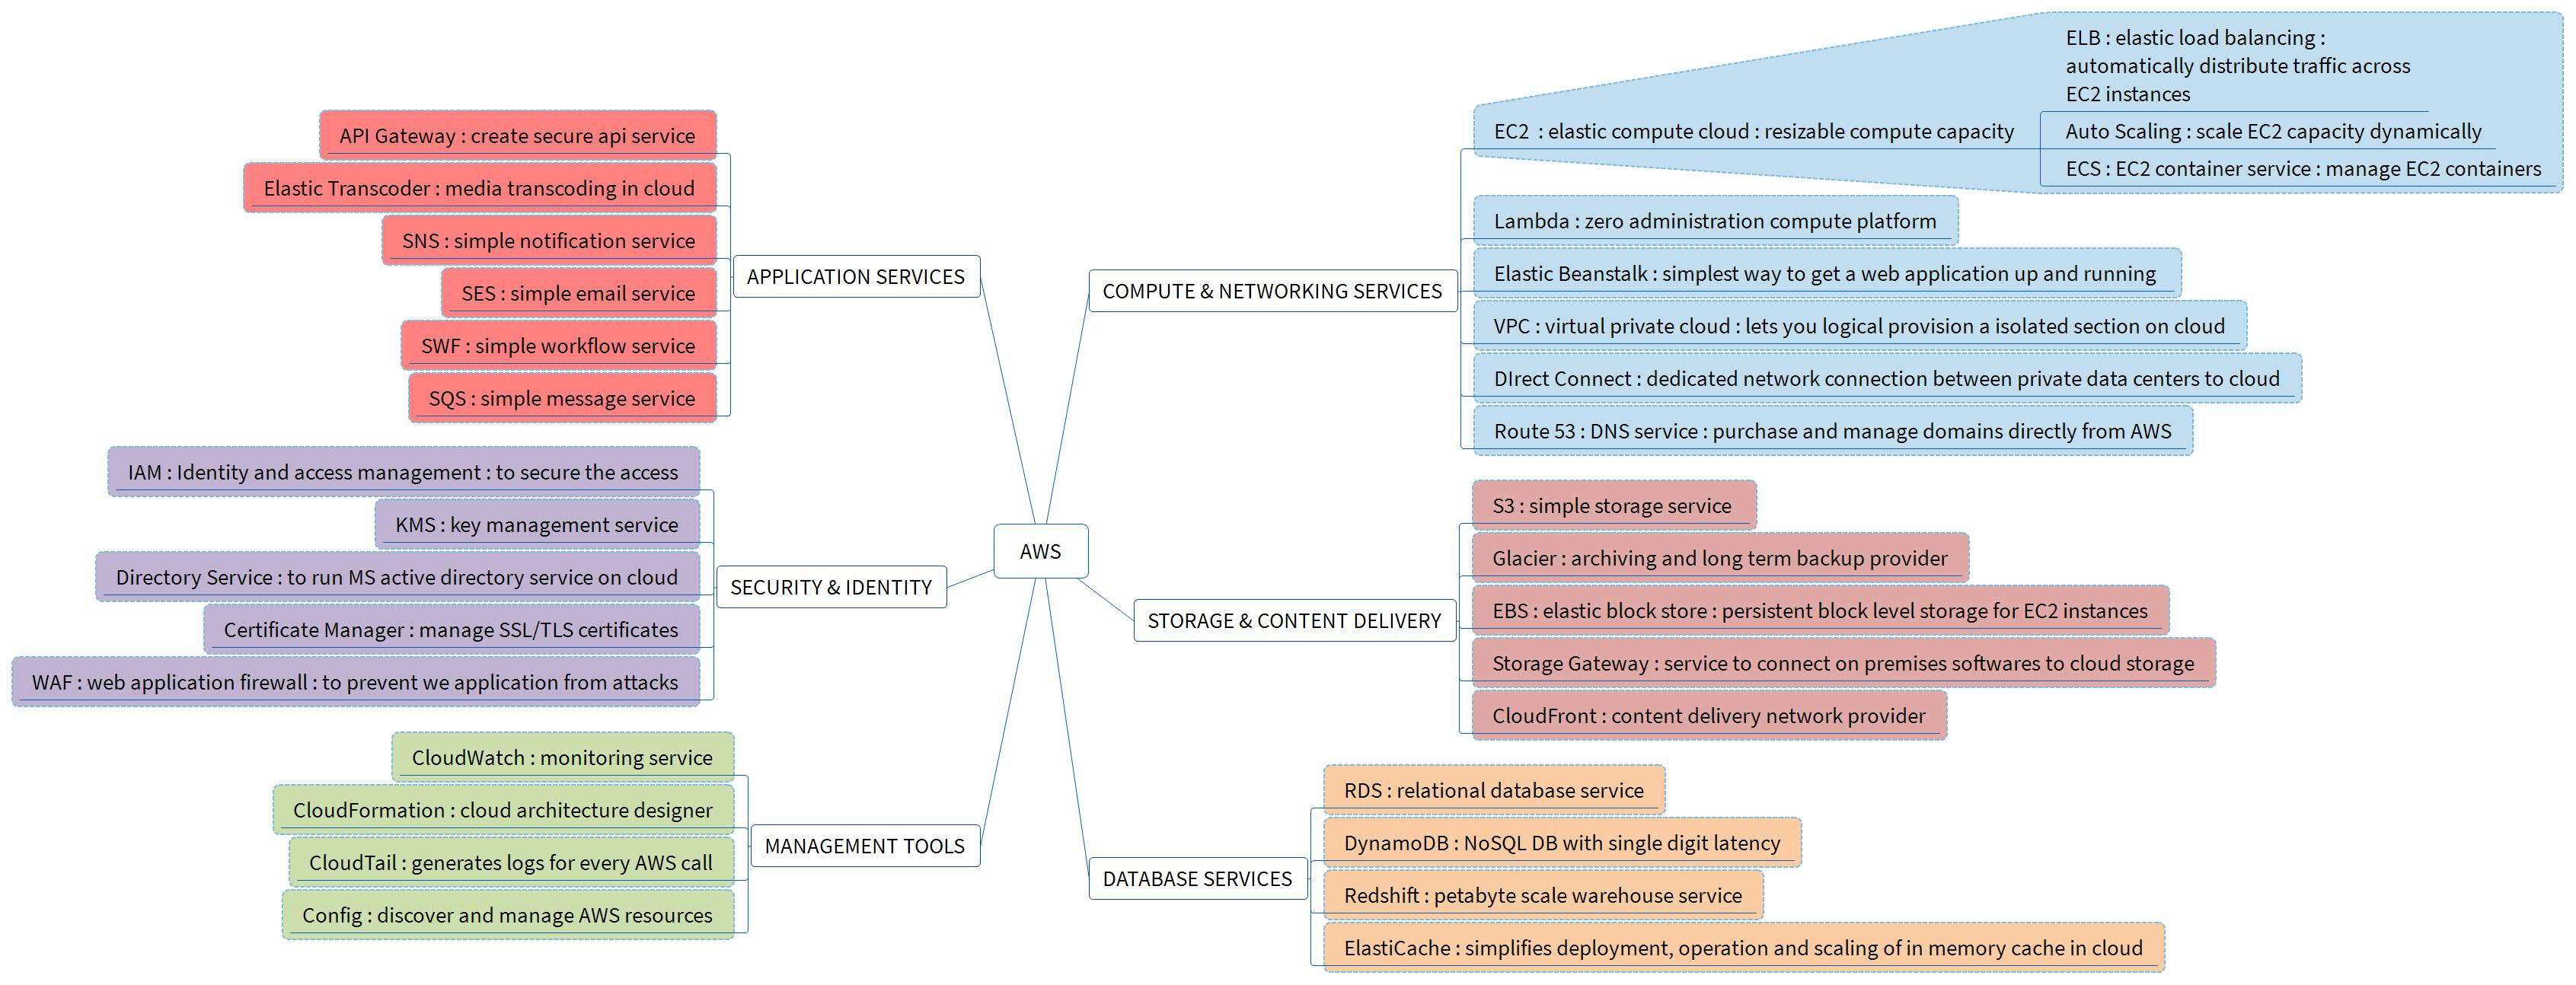 AWS
APPLICATION SERVICES
API Gateway : create secure api service
Elastic Transcoder : media transcoding in cloud
SNS : simple notification service
SES : simple email service
SWF : simple workflow service
SQS : simple message service
SECURITY & IDENTITY
IAM : Identity and access management : to secure the access
KMS : key management service
Directory Service : to run MS active directory service on cloud
Certificate Manager : manage SSL/TLS certificates
WAF : web application firewall : to prevent we application from attacks
MANAGEMENT TOOLS
CloudWatch : monitoring service
CloudFormation : cloud architecture designer
CloudTail : generates logs for every AWS call
Config : discover and manage AWS resources
COMPUTE & NETWORKING SERVICES
EC2  : elastic compute cloud : resizable compute capacity
ELB : elastic load balancing :
automatically distribute traffic across
EC2 instances
Auto Scaling : scale EC2 capacity dynamically
ECS : EC2 container service : manage EC2 containers
Lambda : zero administration compute platform
Elastic Beanstalk : simplest way to get a web application up and running
VPC : virtual private cloud : lets you logical provision a isolated section on cloud
DIrect Connect : dedicated network connection between private data centers to cloud
Route 53 : DNS service : purchase and manage domains directly from AWS
STORAGE & CONTENT DELIVERY
S3 : simple storage service
Glacier : archiving and long term backup provider
EBS : elastic block store : persistent block level storage for EC2 instances
Storage Gateway : service to connect on premises softwares to cloud storage
CloudFront : content delivery network provider
DATABASE SERVICES
RDS : relational database service
DynamoDB : NoSQL DB with single digit latency
Redshift : petabyte scale warehouse service
ElastiCache : simplifies deployment, operation and scaling of in memory cache in cloud